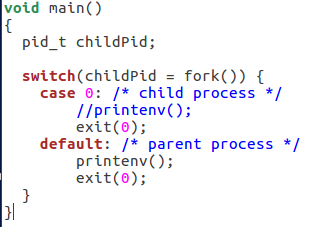 void main()
{
  pid_t childPid;

  switch(childPid = fork()) {
    case 0: /* child process */
        //printenv();
        exit(0);
    default: /* parent process */
        printenv();
        exit(0);
  }
}